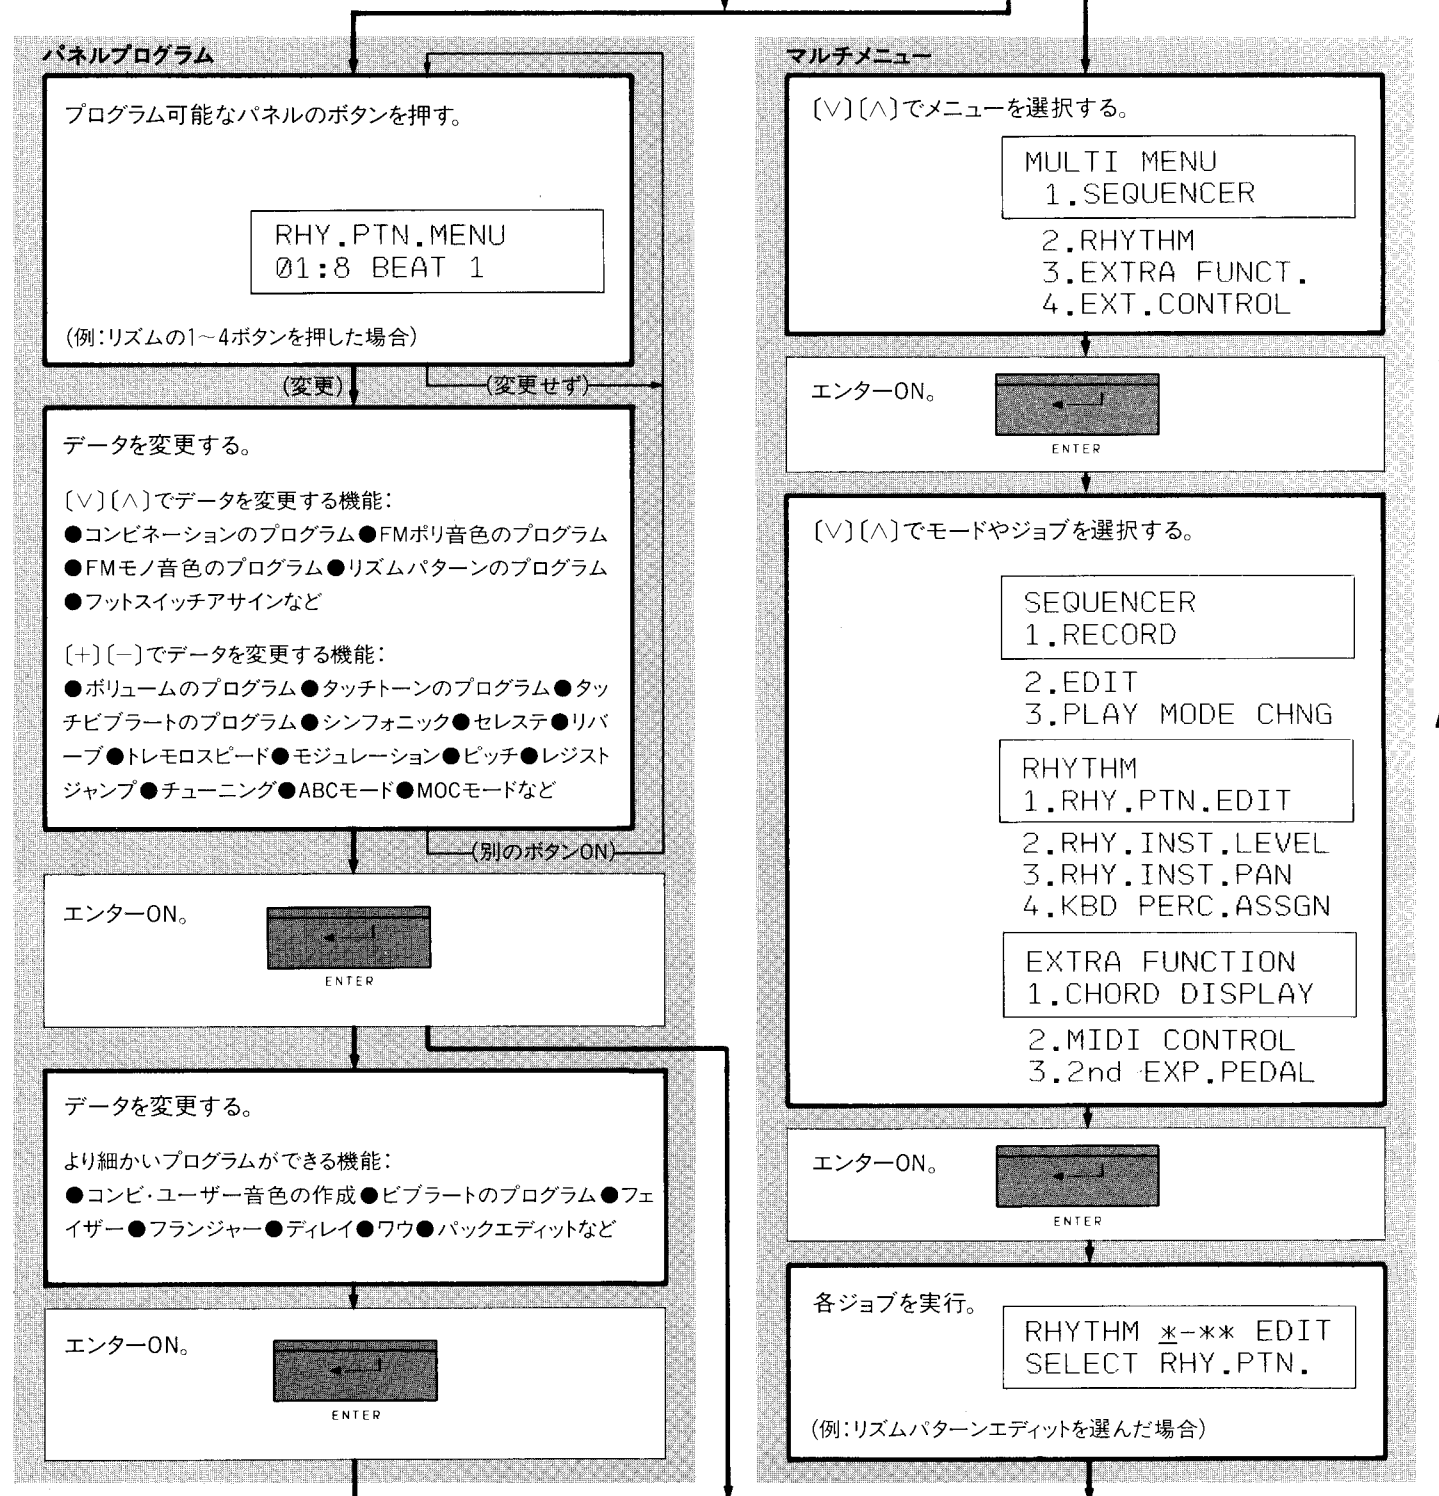 パネルプログラム
プログラム可能なパネルのボタンを押す。
RHY.PTN.MENU
01:8 BEAT 1
(例:リズムの1〜4ボタンを押した場合)
(変更)
(変更せず)
データを変更する。
〔∨〕〔∧〕でデータを変更する機能:
●コンビネーションのプログラム●FMポリ音色のプログラム
●FMモノ音色のプログラム●リズムパターンのプログラム
●フットスイッチアサインなど
〔+〕〔−〕でデータを変更する機能:
●ボリュームのプログラム●タッチトーンのプログラム●タッ
チビブラートのプログラム●シンフォニック●セレステ●リバ
ーブ●トレモロスピード●モジュレーション●ピッチ●レジスト
ジャンプ●チューニング●ABCモード●MOCモードなど
(別のボタンON)
エンターON。
ENTER
データを変更する。
より細かいプログラムができる機能:
●コンビ・ユーザー音色の作成●ビブラートのプログラム●フェ
イザー●フランジャー●ディレイ●ワウ●パックエディットなど
エンターON。
ENTER
マルチメニュー
〔∨〕〔∧〕でメニューを選択する。
MULTI MENU
1.SEQUENCER
2.RHYTHM
3.EXTRA FUNCT.
4.EXT.CONTROL
エンターON。
ENTER
〔∨〕〔∧〕でモードやジョブを選択する。
SEQUENCER
1.RECORD
2.EDIT
3.PLAY MODE CHNG
RHYTHM
1.RHY.PTN.EDIT
2.RHY.INST.LEVEL
3.RHY.INST.PAN
4.KBD PERC.ASSGN
EXTRA FUNCTION
1.CHORD DISPLAY
2.MIDI CONTROL
3.2nd EXP.PEDAL
エンターON。
ENTER
各ジョブを実行。
RHYTHM *-** EDIT
SELECT RHY.PTN.
(例:リズムパターンエディットを選んだ場合)